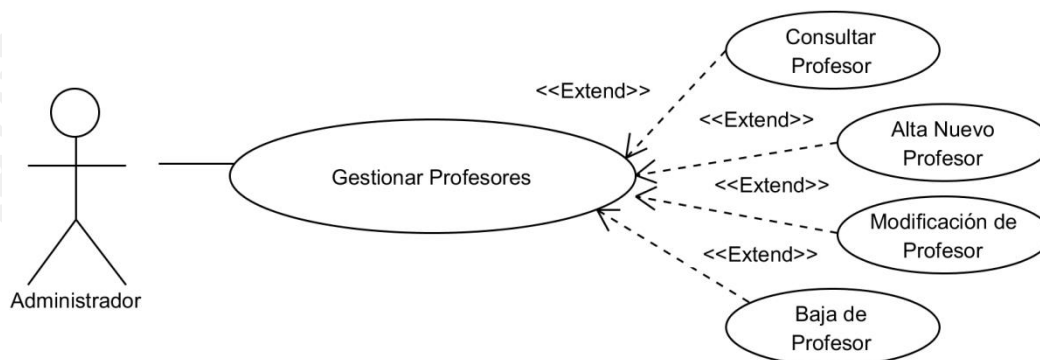 Consultar
Profesor
<<Extend>>
<<Extend>>
Alta Nuevo
Profesor
Gestionar Profesores
<<Extend>>
Modificación de
Profesor
<<Extend>>
Administrador
Baja de
Profesor